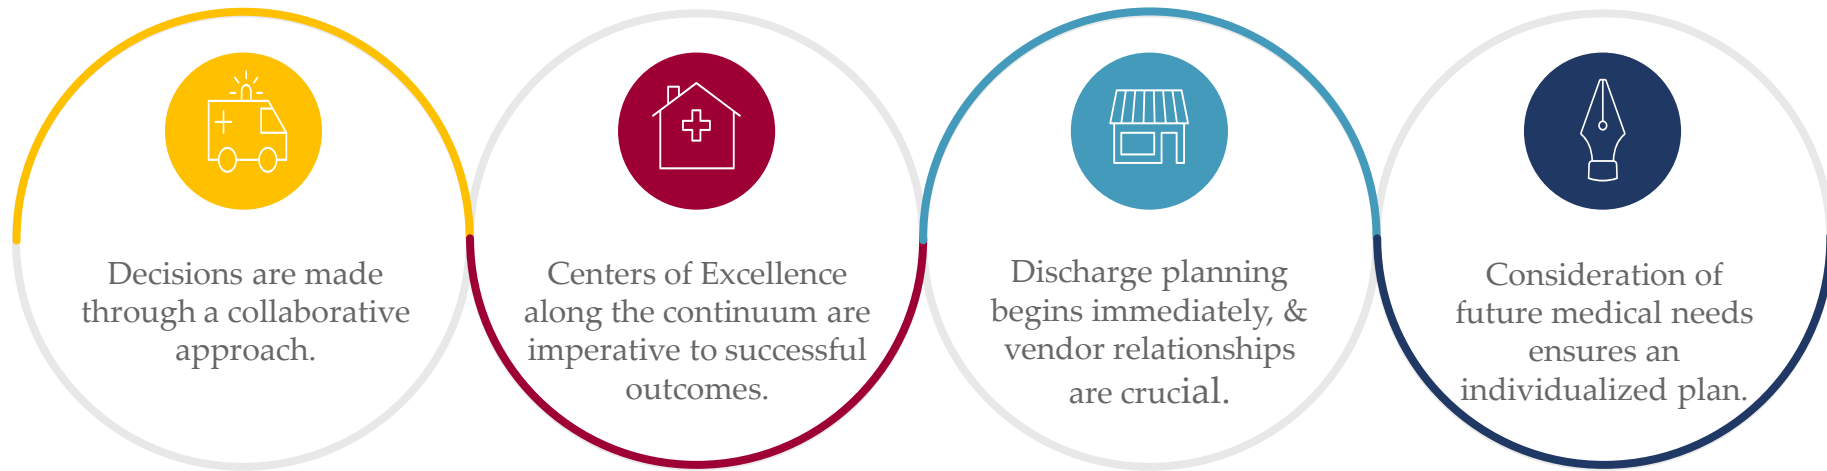 Decisions are made
through a collaborative
approach.
Centers of Excellence
along the continuum are
imperative to successful
outcomes.
Discharge planning
begins immediately, &
vendor relationships
are crucial.
Consideration of
future medical needs
ensures an
individualized plan.